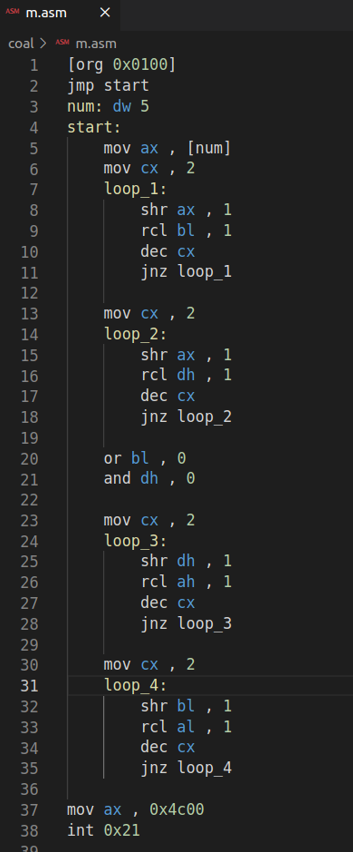 ASM m.asm ×
coal > ASM m.asm
1 [org 0x0100]
2 jmp start
3 num: dw 5
4 start:
5 mov ax , [num]
6 mov cx , 2
7 loop_1:
8 shr ax , 1
9 rcl bl , 1
10 dec cx
11 jnz loop_1
12
13 mov cx , 2
14 loop_2:
15 shr ax , 1
16 rcl dh , 1
17 dec cx
18 jnz loop_2
19
20 or bl , 0
21 and dh , 0
22
23 mov cx , 2
24 loop_3:
25 shr dh , 1
26 rcl ah , 1
27 dec cx
28 jnz loop_3
29
30 mov cx , 2
31 loop_4:
32 shr bl , 1
33 rcl al , 1
34 dec cx
35 jnz loop_4
36
37 mov ax , 0x4c00
38 int 0x21
39